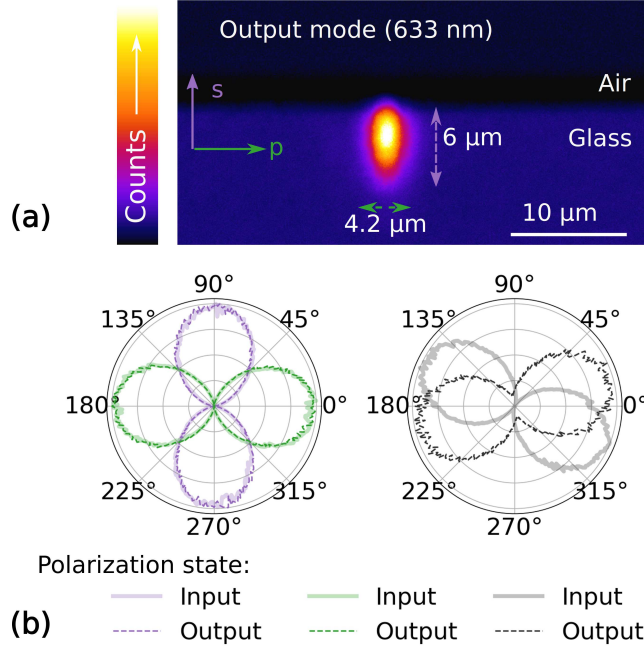 Output mode (633 nm)
Air
s
p
6 μm
Glass
Counts
4.2 μm
10 μm
(a)
90°
135°
45°
180°
0°
225°
315°
270°
90°
135°
45°
180°
0°
225°
315°
270°
Polarization state:
Input
Input
Input
(b)
Output
Output
Output